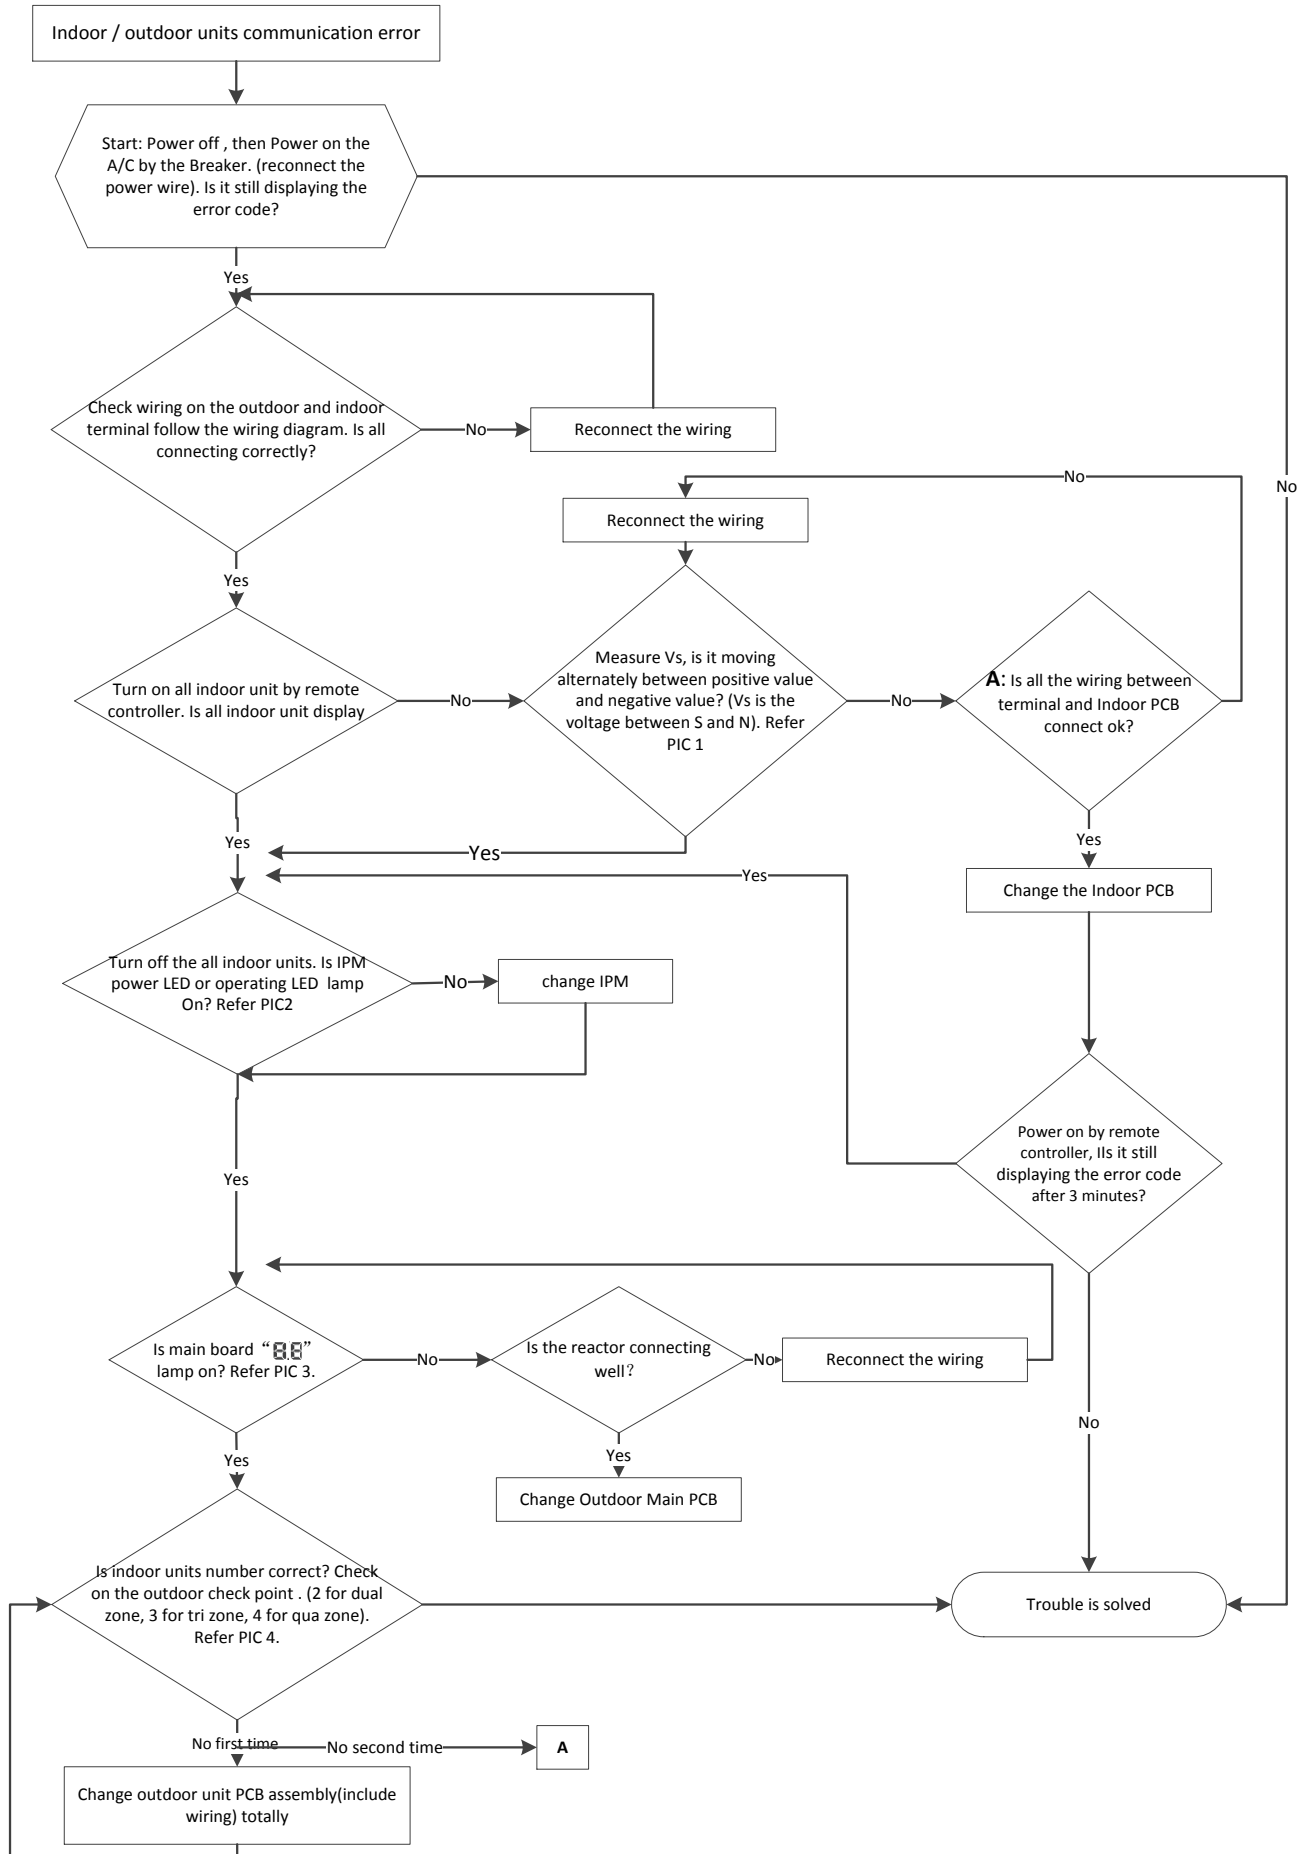 Indoor / outdoor units communication error
Start: Power off , then Power on the
A/C by the Breaker. (reconnect the
power wire). Is it still displaying the
error code?
Yes
Check wiring on the outdoor and indoor
terminal follow the wiring diagram. Is all
connecting correctly?
No
Reconnect the wiring
No
No
Reconnect the wiring
Yes
Turn on all indoor unit by remote
controller. Is all indoor unit display
No
Measure Vs, is it moving
alternately between positive value
and negative value? (Vs is the
voltage between S and N). Refer
PIC 1
No
A: Is all the wiring between
terminal and Indoor PCB
connect ok?
Yes
Yes
Yes
Yes
Change the Indoor PCB
Turn off the all indoor units. Is IPM
power LED or operating LED lamp
On? Refer PIC2
No
change IPM
Power on by remote
controller, IIs it still
displaying the error code
after 3 minutes?
Yes
Is main board “8.8”
lamp on? Refer PIC 3.
No
Is the reactor connecting
well？
No
Reconnect the wiring
No
Yes
Yes
Change Outdoor Main PCB
Is indoor units number correct? Check
on the outdoor check point . (2 for dual
zone, 3 for tri zone, 4 for qua zone).
Refer PIC 4.
Trouble is solved
No first time
No second time
A
Change outdoor unit PCB assembly(include
wiring) totally